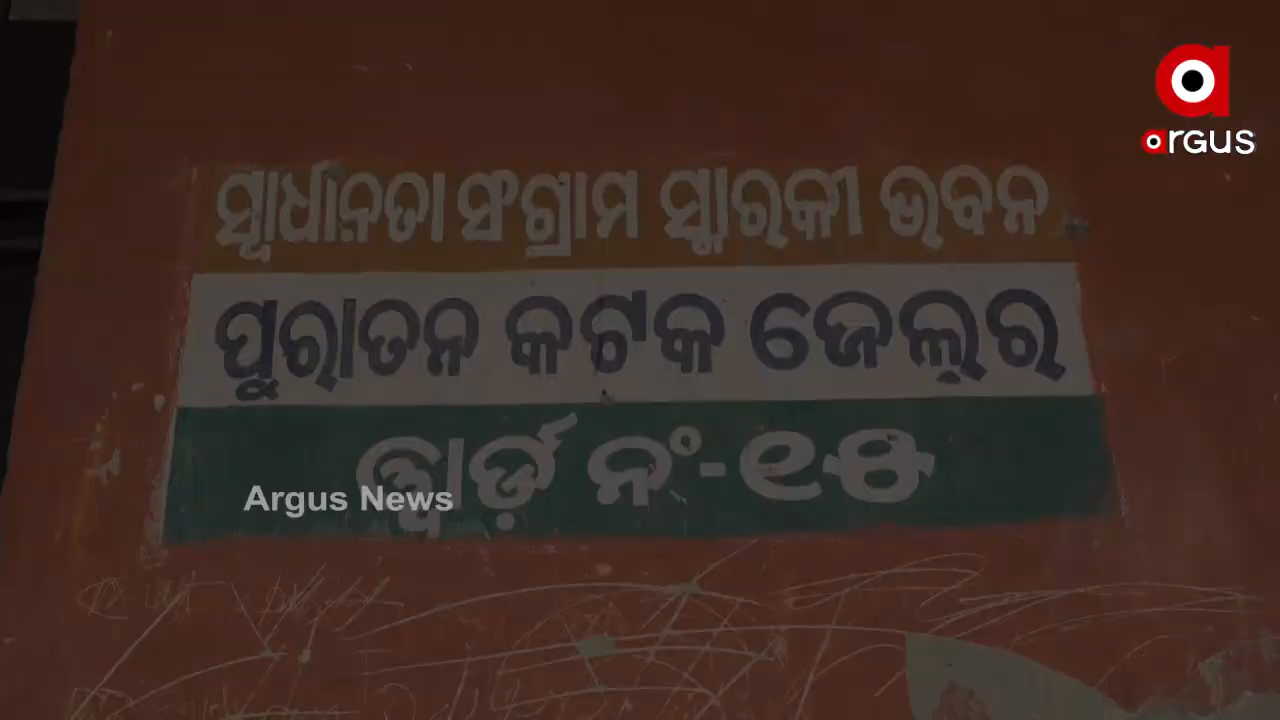 argus
ସ୍ଵାଧୀନତା ସଂଗ୍ରାମ ସ୍ମାରକୀ ଭବନ
ପୁରାତନ କଟକ ଜେଲ୍‌ର
ୱାର୍ଡ଼ ନଂ-୧୫
Argus News